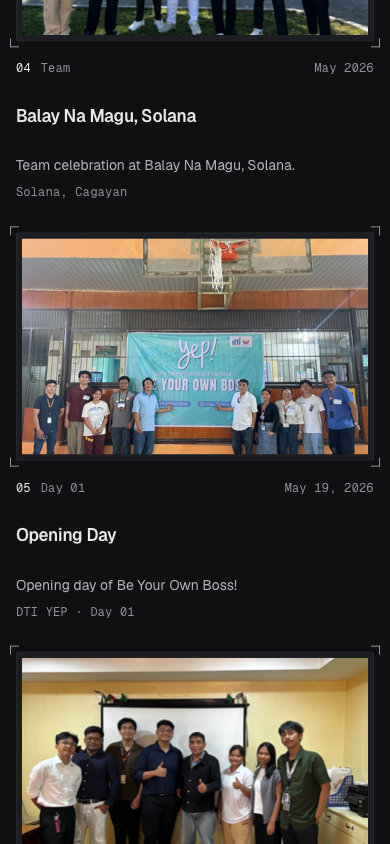 04 Team May 2026
Balay Na Magu, Solana
Team celebration at Balay Na Magu, Solana.
Solana, Cagayan
yep!
YOUR OWN BOSS
05 Day 01 May 19, 2026
Opening Day
Opening day of Be Your Own Boss!
DTI YEP · Day 01